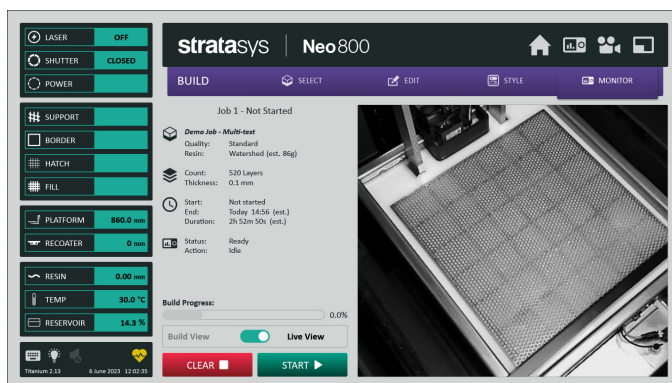 LASER OFF
SHUTTER CLOSED
POWER
SUPPORT
BORDER
HATCH
FILL
PLATFORM 860.0 mm
RECOATER 0 mm
RESIN 0.00 mm
TEMP 30.0 °C
RESERVOIR 14.3 %
Titanium 2.13 6 June 2023 12:02:35
stratasys Neo800
BUILD SELECT EDIT STYLE MONITOR
Job 1 - Not Started
Demo Job - Multi-test
Quality: Standard
Resin: Watershed (est. 86g)
Count: 520 Layers
Thickness: 0.1 mm
Start: Not started
End: Today 14:56 (est.)
Duration: 2h 52m 50s (est.)
Status: Ready
Action: Idle
Build Progress:
0.0%
Build View Live View
CLEAR START